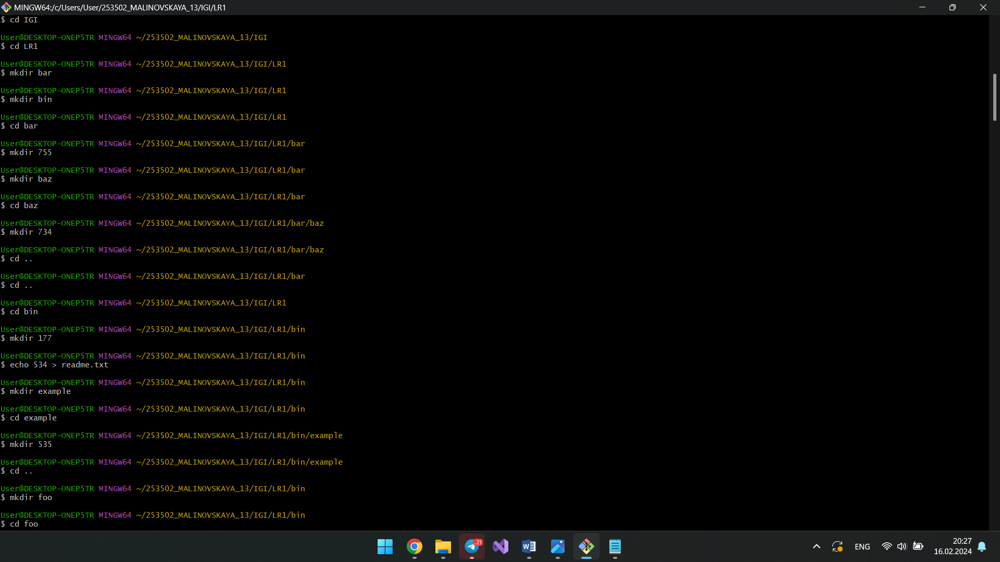 MINGW64:/c/Users/User/253502_MALINOVSKAYA_13/IGI/LR1
$ cd IGI
User@DESKTOP-ONEP5TR MINGW64 ~/253502_MALINOVSKAYA_13/IGI
$ cd LR1
User@DESKTOP-ONEP5TR MINGW64 ~/253502_MALINOVSKAYA_13/IGI/LR1
$ mkdir bar
User@DESKTOP-ONEP5TR MINGW64 ~/253502_MALINOVSKAYA_13/IGI/LR1
$ mkdir bin
User@DESKTOP-ONEP5TR MINGW64 ~/253502_MALINOVSKAYA_13/IGI/LR1
$ cd bar
User@DESKTOP-ONEP5TR MINGW64 ~/253502_MALINOVSKAYA_13/IGI/LR1/bar
$ mkdir 755
User@DESKTOP-ONEP5TR MINGW64 ~/253502_MALINOVSKAYA_13/IGI/LR1/bar
$ mkdir baz
User@DESKTOP-ONEP5TR MINGW64 ~/253502_MALINOVSKAYA_13/IGI/LR1/bar
$ cd baz
User@DESKTOP-ONEP5TR MINGW64 ~/253502_MALINOVSKAYA_13/IGI/LR1/bar/baz
$ mkdir 734
User@DESKTOP-ONEP5TR MINGW64 ~/253502_MALINOVSKAYA_13/IGI/LR1/bar/baz
$ cd ..
User@DESKTOP-ONEP5TR MINGW64 ~/253502_MALINOVSKAYA_13/IGI/LR1/bar
$ cd ..
User@DESKTOP-ONEP5TR MINGW64 ~/253502_MALINOVSKAYA_13/IGI/LR1
$ cd bin
User@DESKTOP-ONEP5TR MINGW64 ~/253502_MALINOVSKAYA_13/IGI/LR1/bin
$ mkdir 177
User@DESKTOP-ONEP5TR MINGW64 ~/253502_MALINOVSKAYA_13/IGI/LR1/bin
$ echo 534 > readme.txt
User@DESKTOP-ONEP5TR MINGW64 ~/253502_MALINOVSKAYA_13/IGI/LR1/bin
$ mkdir example
User@DESKTOP-ONEP5TR MINGW64 ~/253502_MALINOVSKAYA_13/IGI/LR1/bin
$ cd example
User@DESKTOP-ONEP5TR MINGW64 ~/253502_MALINOVSKAYA_13/IGI/LR1/bin/example
$ mkdir 535
User@DESKTOP-ONEP5TR MINGW64 ~/253502_MALINOVSKAYA_13/IGI/LR1/bin/example
$ cd ..
User@DESKTOP-ONEP5TR MINGW64 ~/253502_MALINOVSKAYA_13/IGI/LR1/bin
$ mkdir foo
User@DESKTOP-ONEP5TR MINGW64 ~/253502_MALINOVSKAYA_13/IGI/LR1/bin
$ cd foo
..21
W
ENG
20:27
16.02.2024